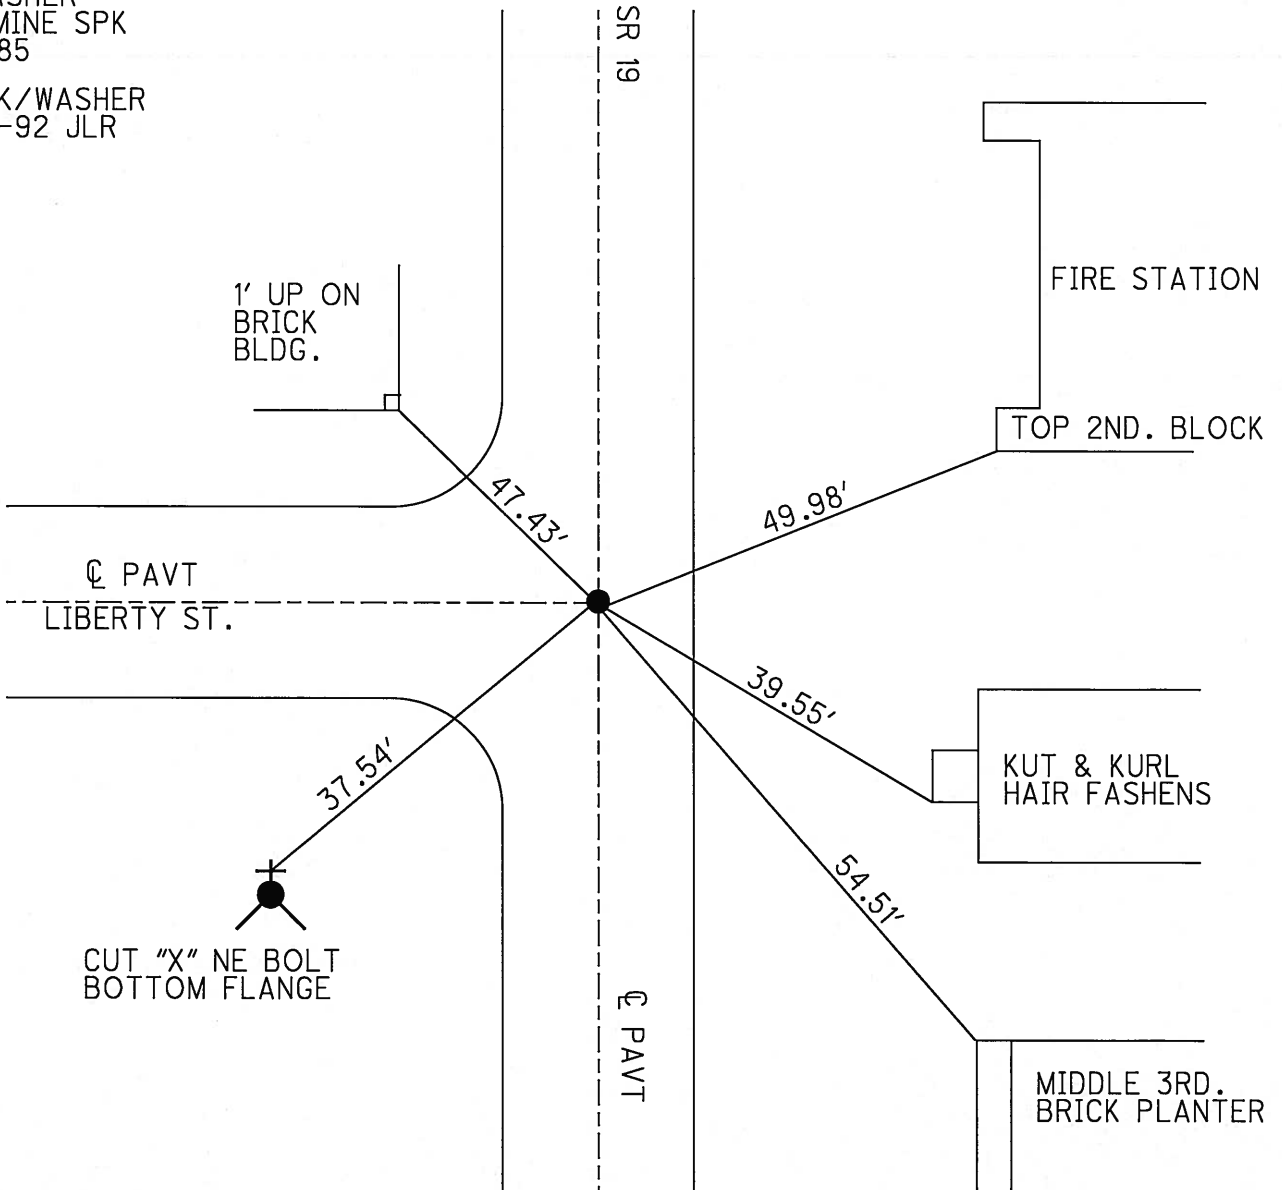 MINE SPK
85
K/WASHER
-92 JLR
SR 19
1' UP ON
BRICK
BLDG.
FIRE STATION
TOP 2ND. BLOCK
47.43'
49.98'
℄ PAVT
LIBERTY ST.
39.55'
37.54'
KUT & KURL
HAIR FASHENS
54.51'
CUT "X" NE BOLT
BOTTOM FLANGE
℄ PAVT
MIDDLE 3RD.
BRICK PLANTER